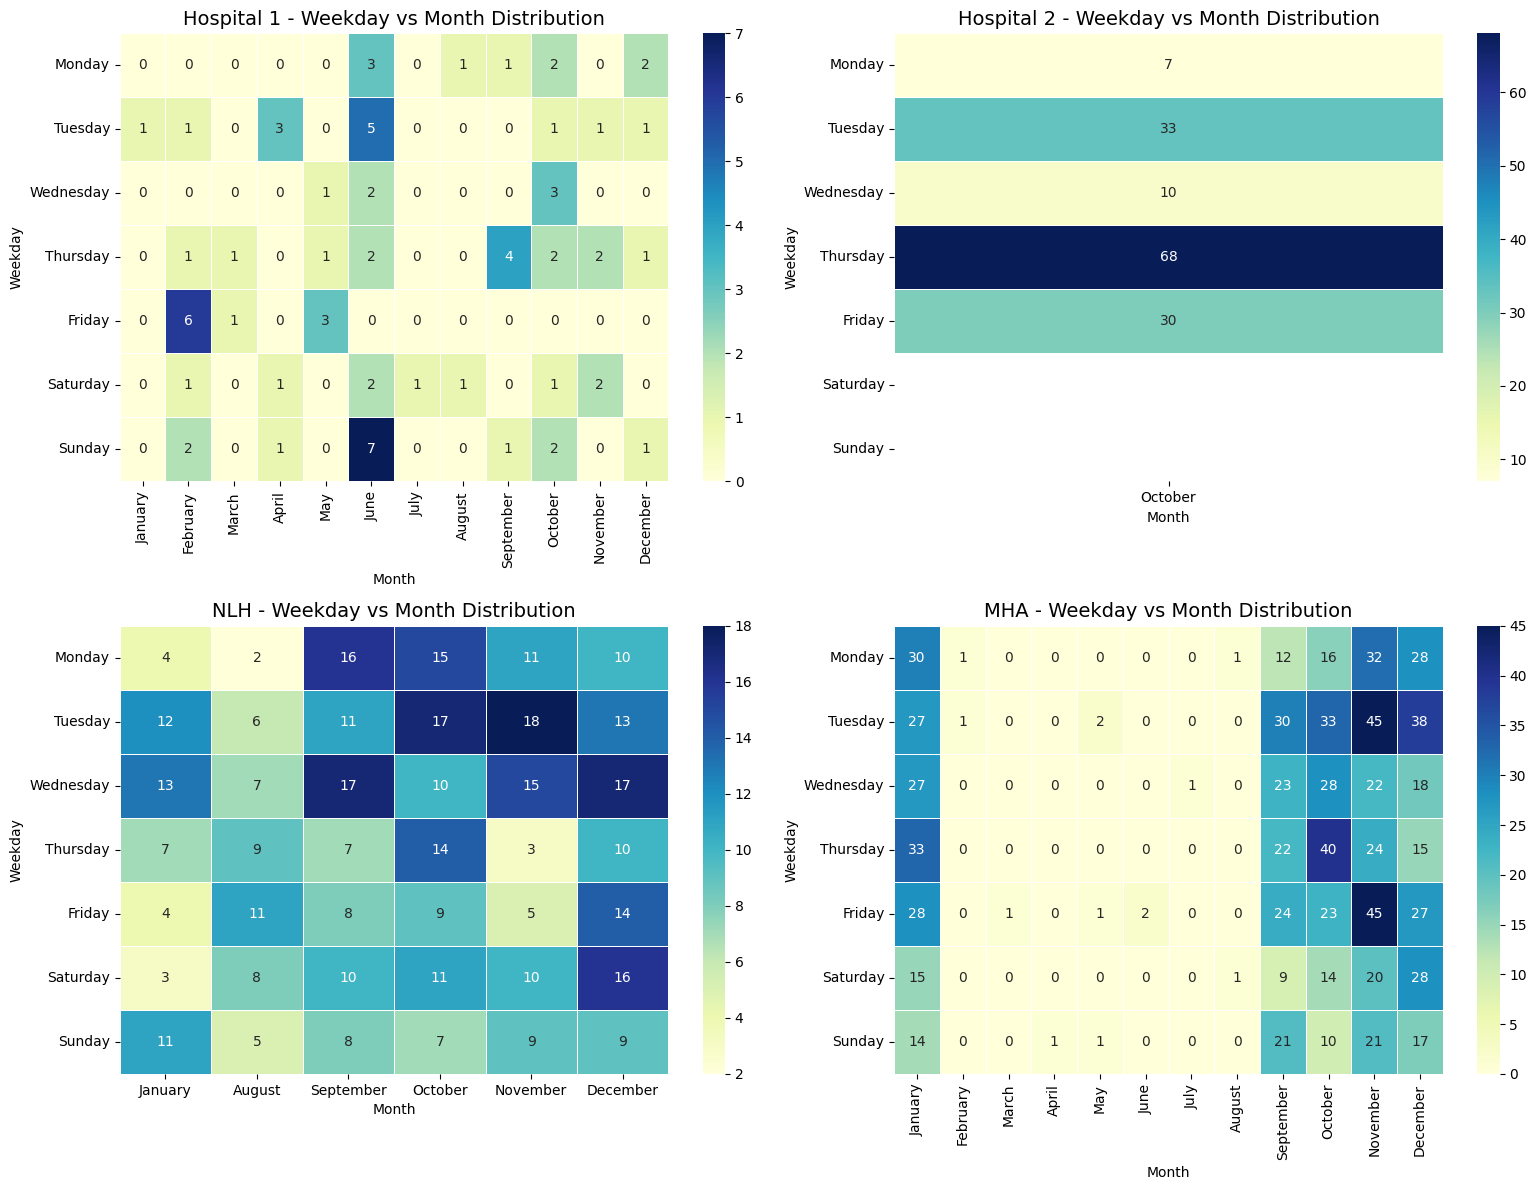 Hospital 1 - Weekday vs Month Distribution
Weekday
Monday 0 0 0 0 0 3 0 1 1 2 0 2
Tuesday 1 1 0 3 0 5 0 0 0 1 1 1
Wednesday 0 0 0 0 1 2 0 0 0 3 0 0
Thursday 0 1 1 0 1 2 0 0 4 2 2 1
Friday 0 6 1 0 3 0 0 0 0 0 0 0
Saturday 0 1 0 1 0 2 1 1 0 1 2 0
Sunday 0 2 0 1 0 7 0 0 1 2 0 1
January February March April May June July August September October November December
Month
7
6
5
4
3
2
1
0
Hospital 2 - Weekday vs Month Distribution
Weekday
Monday 7
Tuesday 33
Wednesday 10
Thursday 68
Friday 30
Saturday
Sunday
October
Month
60
50
40
30
20
10
NLH - Weekday vs Month Distribution
Weekday
Monday 4 2 16 15 11 10
Tuesday 12 6 11 17 18 13
Wednesday 13 7 17 10 15 17
Thursday 7 9 7 14 3 10
Friday 4 11 8 9 5 14
Saturday 3 8 10 11 10 16
Sunday 11 5 8 7 9 9
January August September October November December
Month
18
16
14
12
10
8
6
4
2
MHA - Weekday vs Month Distribution
Weekday
Monday 30 1 0 0 0 0 0 1 12 16 32 28
Tuesday 27 1 0 0 2 0 0 0 30 33 45 38
Wednesday 27 0 0 0 0 0 1 0 23 28 22 18
Thursday 33 0 0 0 0 0 0 0 22 40 24 15
Friday 28 0 1 0 1 2 0 0 24 23 45 27
Saturday 15 0 0 0 0 0 0 1 9 14 20 28
Sunday 14 0 0 1 1 0 0 0 21 10 21 17
January February March April May June July August September October November December
Month
45
40
35
30
25
20
15
10
5
0